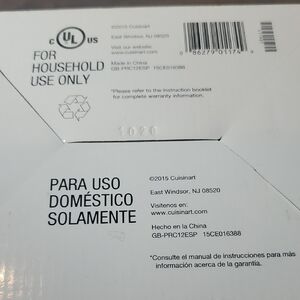 c UL US
©2015 Cuisinart
East Windsor, NJ 08520
Visit our website:
www.cuisinart.com
Made in China
GB-PRC12ESP 15CE016388
FOR
HOUSEHOLD
USE ONLY
*Please refer to the instruction booklet
for complete warranty information.
0 86279 01174
1020
PARA USO
DOMÉSTICO
SOLAMENTE
©2015 Cuisinart
East Windsor, NJ 08520
Visítenos en:
www.cuisinart.com
Hecho en la China
GB-PRC12ESP 15CE016388
*Consulte el manual de instrucciones para más
información acerca de la garantía.